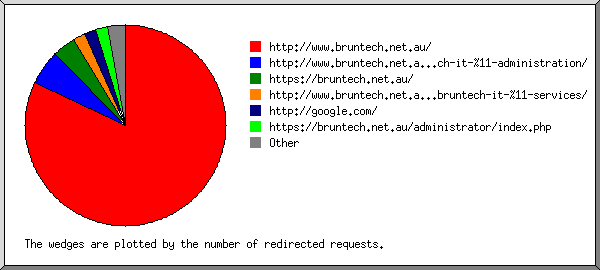 http://www.bruntech.net.au/
http://www.bruntech.net.a...ch-it-%11-administration/
https://bruntech.net.au/
http://www.bruntech.net.a...bruntech-it-%11-services/
http://google.com/
https://bruntech.net.au/administrator/index.php
Other
The wedges are plotted by the number of redirected requests.